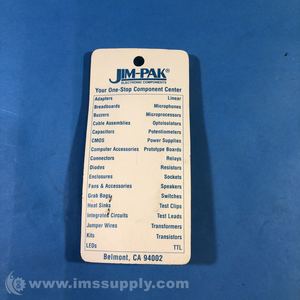 JIM-PAK®
ELECTRONIC COMPONENTS
Your One-Stop Component Center
Adapters Linear
Breadboards Microphones
Buzzers Microprocessors
Cable Assemblies Optoisolators
Capacitors Potentiometers
CMOS Power Supplies
Computer Accessories Prototype Boards
Connectors Relays
Diodes Resistors
Enclosures Sockets
Fans & Accessories Speakers
Grab Bags Switches
Heat Sinks Test Clips
Integrated Circuits Test Leads
Jumper Wires Transformers
Kits Transistors
LEDs TTL
Belmont, CA 94002
© www.imssupply.com